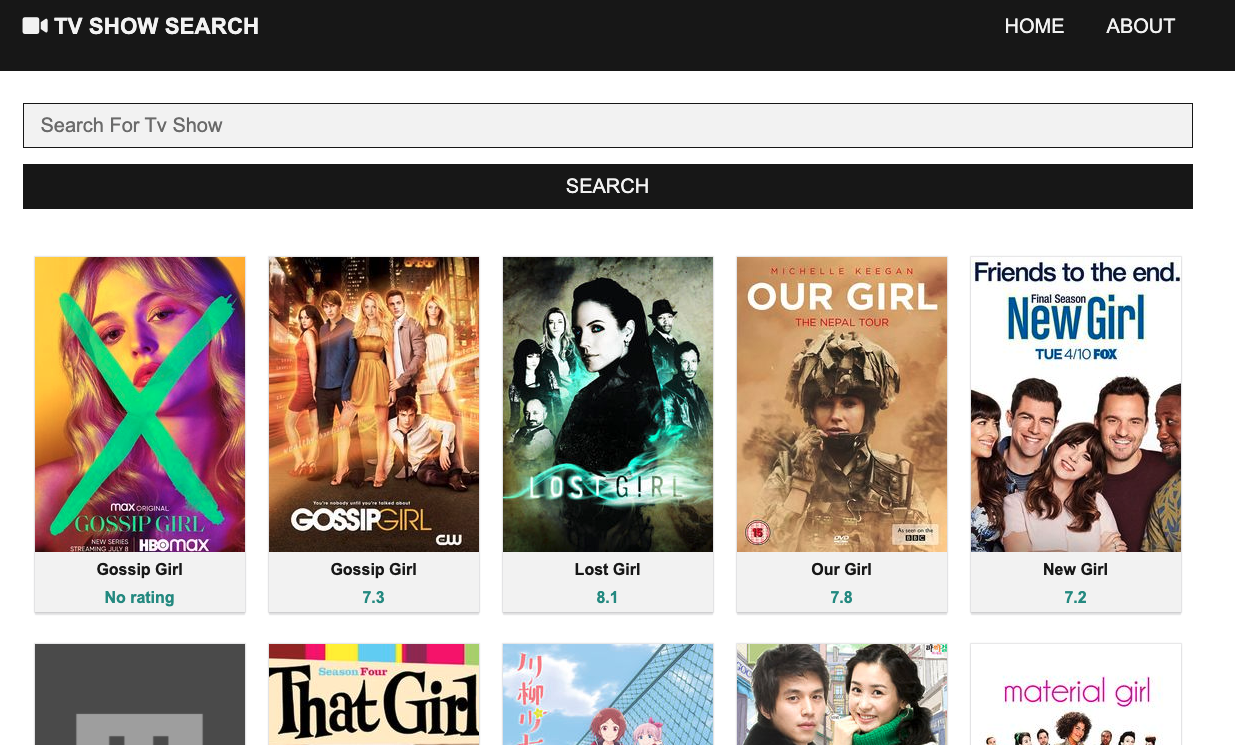 TV SHOW SEARCH
HOME
ABOUT
Search For Tv Show
SEARCH
max ORIGINAL
GOSSIP GIRL
NEW SERIES
STREAMING JULY 8
HBOmax
Gossip Girl
No rating
You're nobody until you're talked about
GOSSIPGIRL
CW
Gossip Girl
7.3
LOST GIRL
Lost Girl
8.1
MICHELLE KEEGAN
OUR GIRL
THE NEPAL TOUR
15
DVD
As seen on the
BBC
Our Girl
7.8
Friends to the end.
Final Season
New Girl
TUE 4/10 FOX
New Girl
7.2
Season Four
That Girl
川柳少
material girl